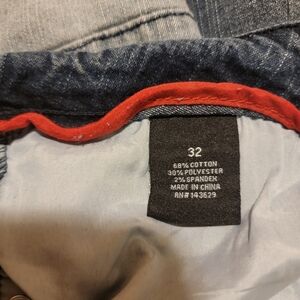 32
68% COTTON
30% POLYESTER
2% SPANDEX
MADE IN CHINA
RN# 143629